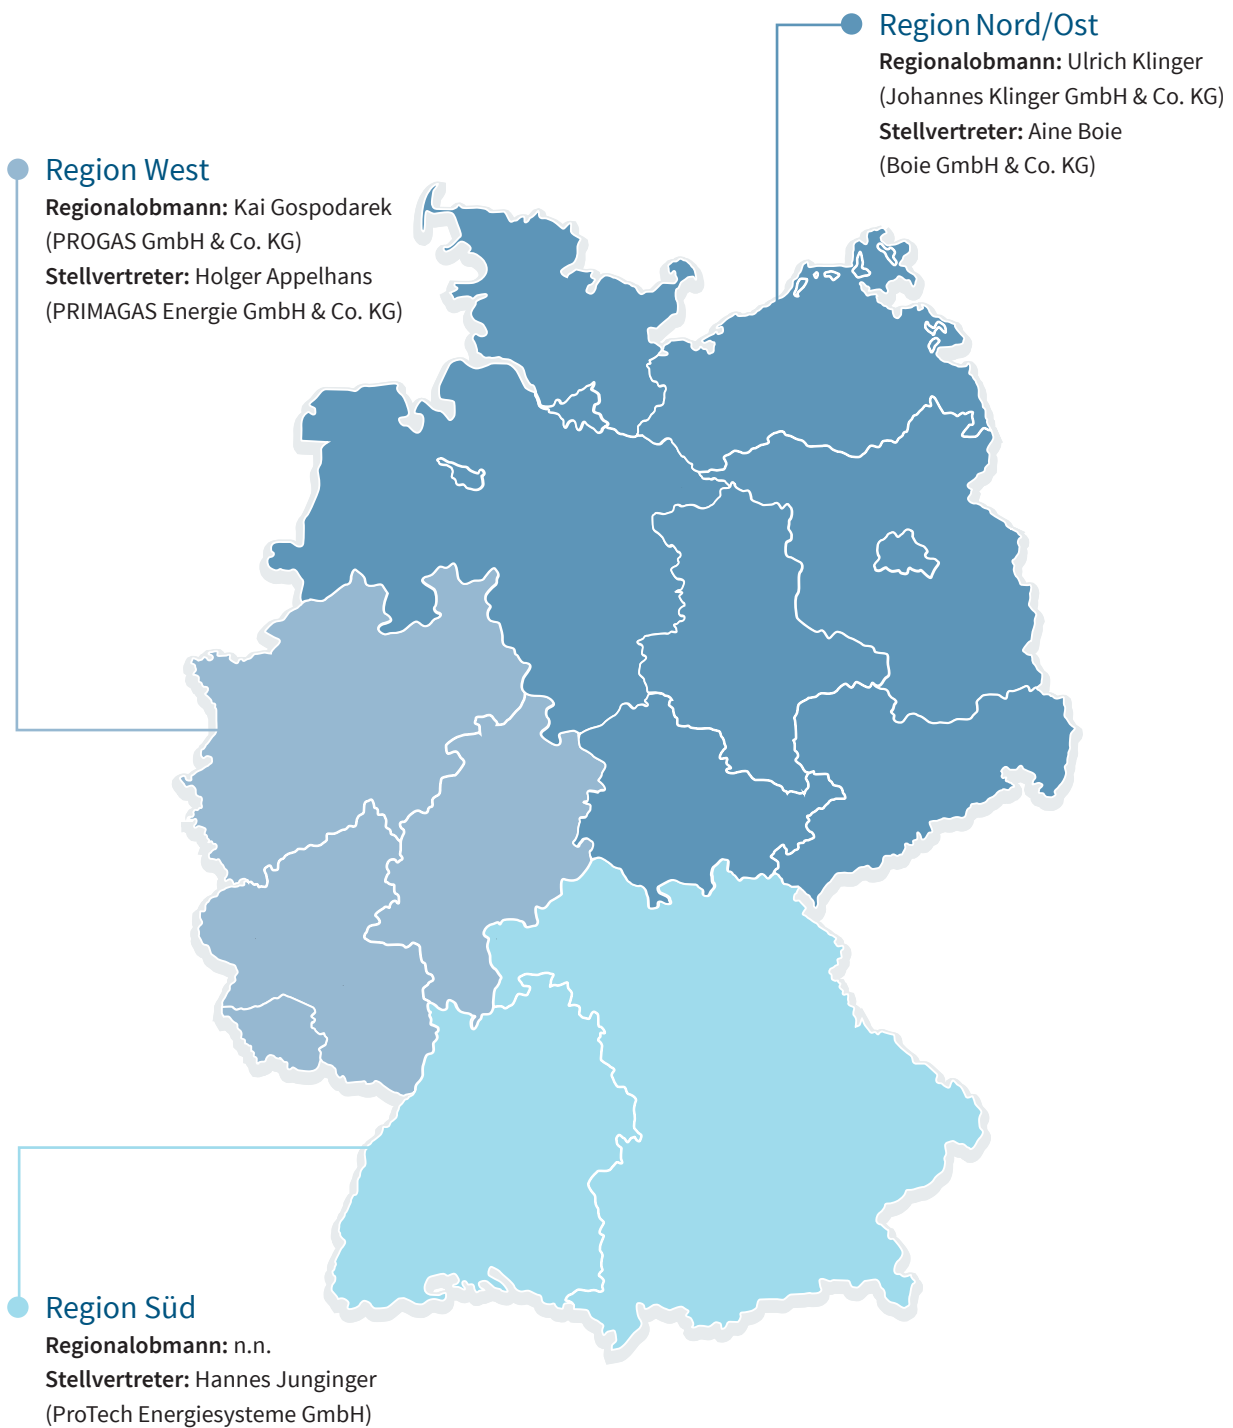 Region Nord/Ost
Regionalobmann: Ulrich Klinger
(Johannes Klinger GmbH & Co. KG)
Stellvertreter: Aine Boie
(Boie GmbH & Co. KG)
Region West
Regionalobmann: Kai Gospodarek
(PROGAS GmbH & Co. KG)
Stellvertreter: Holger Appelhans
(PRIMAGAS Energie GmbH & Co. KG)
Region Süd
Regionalobmann: n.n.
Stellvertreter: Hannes Junginger
(ProTech Energiesysteme GmbH)